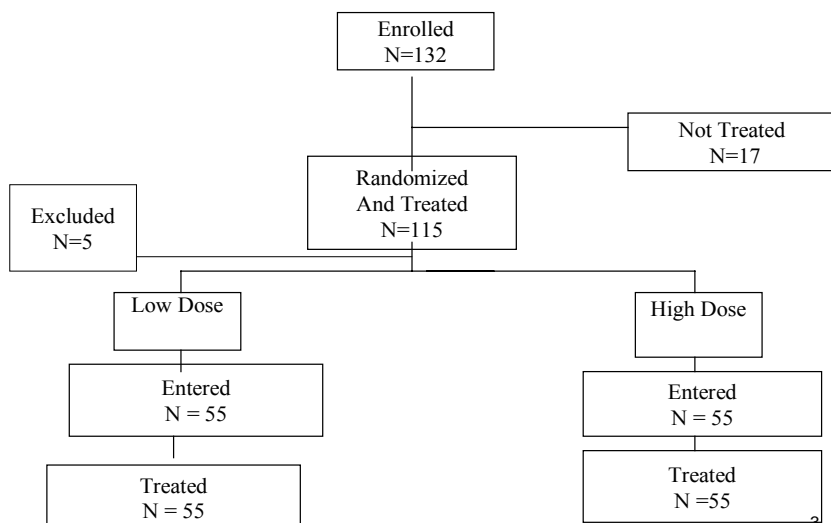 Enrolled
N=132
Not Treated
N=17
Randomized
And Treated
N=115
Excluded
N=5
Low Dose
High Dose
Entered
N = 55
Entered
N = 55
Treated
N = 55
Treated
N =55